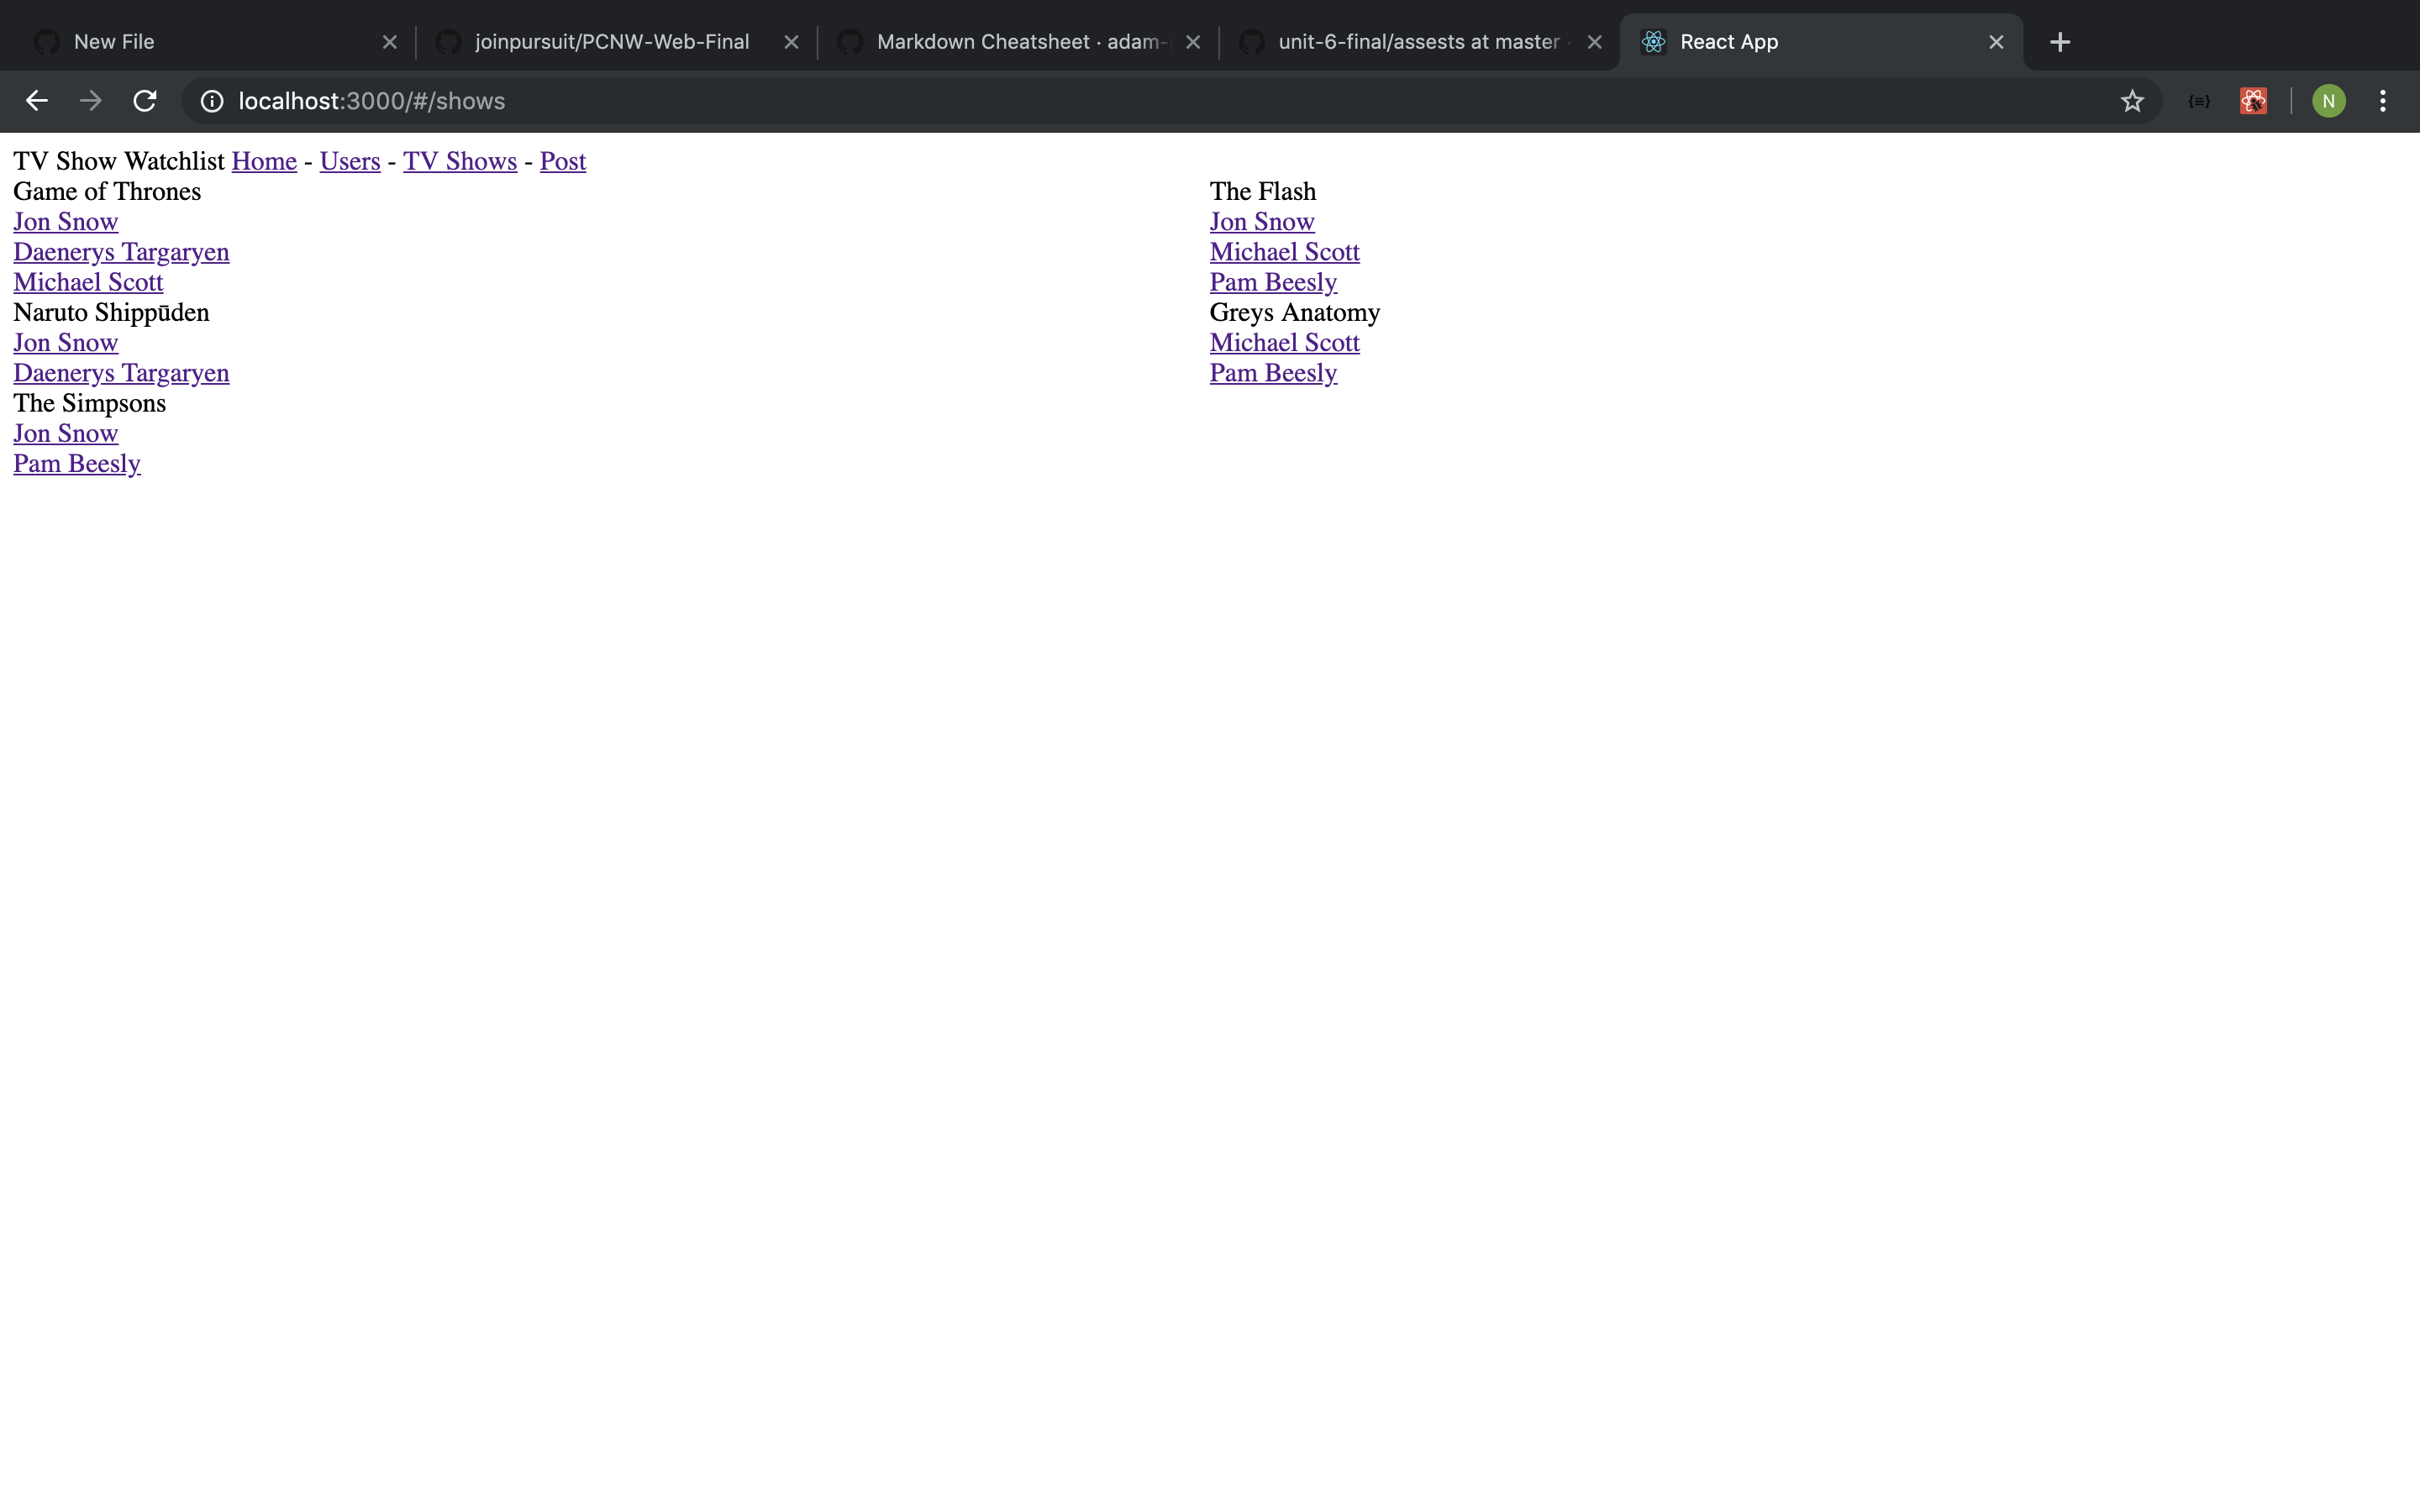 New File
joinpursuit/PCNW-Web-Final
Markdown Cheatsheet · adam-
unit-6-final/assests at master
React App
localhost:3000/#/shows
N
TV Show Watchlist Home - Users - TV Shows - Post
Game of Thrones
Jon Snow
Daenerys Targaryen
Michael Scott
Naruto Shippūden
Jon Snow
Daenerys Targaryen
The Simpsons
Jon Snow
Pam Beesly
The Flash
Jon Snow
Michael Scott
Pam Beesly
Greys Anatomy
Michael Scott
Pam Beesly